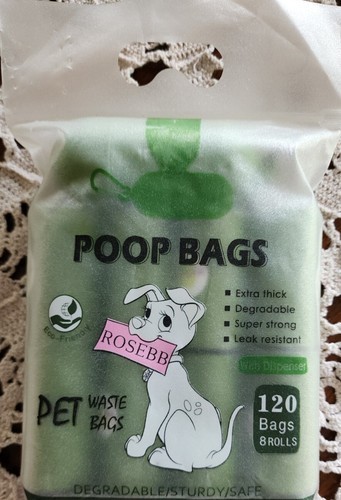 POOP BAGS
Extra thick
Degradable
Super strong
Leak resistant
With Dispenser
Eco-Friendly
ROSEBB
PET WASTE BAGS
120
Bags
8 ROLLS
DEGRADABLE/STURDY/SAFE